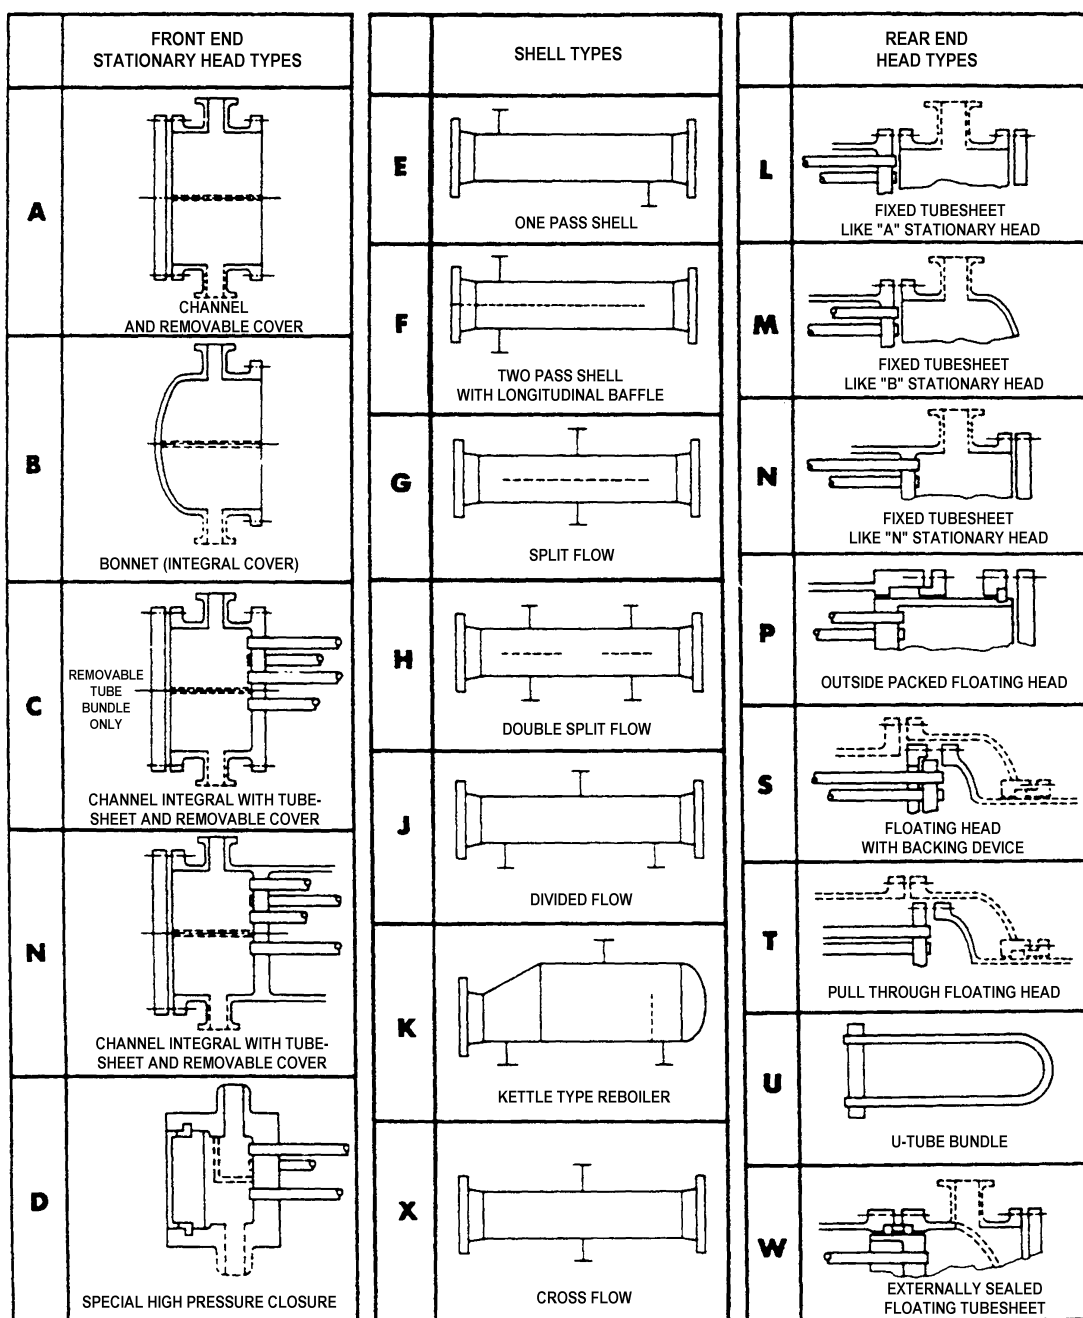 FRONT END
STATIONARY HEAD TYPES
A
CHANNEL
AND REMOVABLE COVER
B
BONNET (INTEGRAL COVER)
C
REMOVABLE
TUBE
BUNDLE
ONLY
CHANNEL INTEGRAL WITH TUBE-
SHEET AND REMOVABLE COVER
N
CHANNEL INTEGRAL WITH TUBE-
SHEET AND REMOVABLE COVER
D
SPECIAL HIGH PRESSURE CLOSURE
SHELL TYPES
E
ONE PASS SHELL
F
TWO PASS SHELL
WITH LONGITUDINAL BAFFLE
G
SPLIT FLOW
H
DOUBLE SPLIT FLOW
J
DIVIDED FLOW
K
KETTLE TYPE REBOILER
X
CROSS FLOW
REAR END
HEAD TYPES
L
FIXED TUBESHEET
LIKE "A" STATIONARY HEAD
M
FIXED TUBESHEET
LIKE "B" STATIONARY HEAD
N
FIXED TUBESHEET
LIKE "N" STATIONARY HEAD
P
OUTSIDE PACKED FLOATING HEAD
S
FLOATING HEAD
WITH BACKING DEVICE
T
PULL THROUGH FLOATING HEAD
U
U-TUBE BUNDLE
W
EXTERNALLY SEALED
FLOATING TUBESHEET